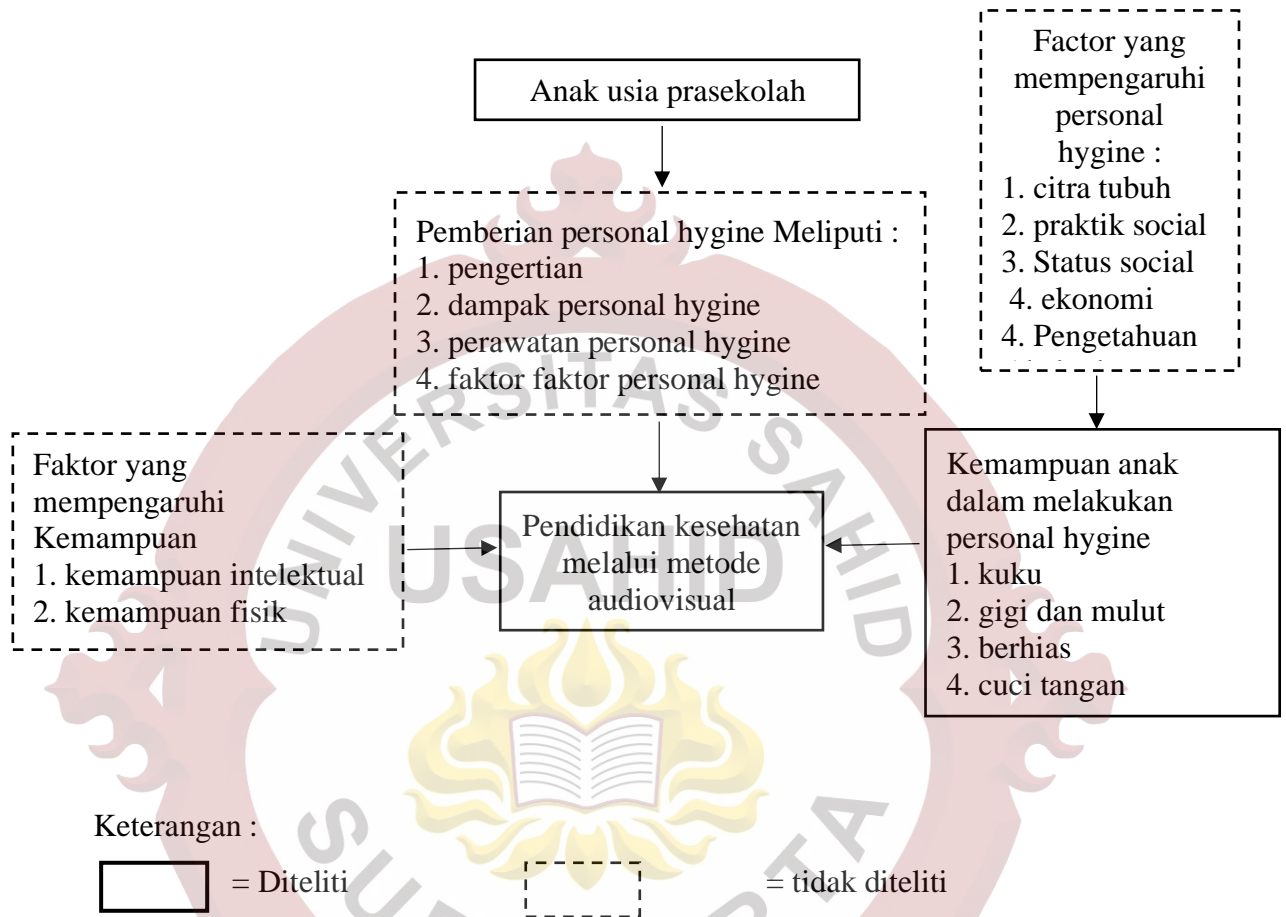 Anak usia prasekolah
Factor yang
mempengaruhi
personal
hygine :
1. citra tubuh
2. praktik social
3. Status social
4. ekonomi
4. Pengetahuan
Pemberian personal hygine Meliputi :
1. pengertian
2. dampak personal hygine
3. perawatan personal hygine
4. faktor faktor personal hygine
Faktor yang
mempengaruhi
Kemampuan
1. kemampuan intelektual
2. kemampuan fisik
Pendidikan kesehatan
melalui metode
audiovisual
Kemampuan anak
dalam melakukan
personal hygine
1. kuku
2. gigi dan mulut
3. berhias
4. cuci tangan
UNIVERSITAS SAHID
USAHID
Keterangan :
= Diteliti
= tidak diteliti